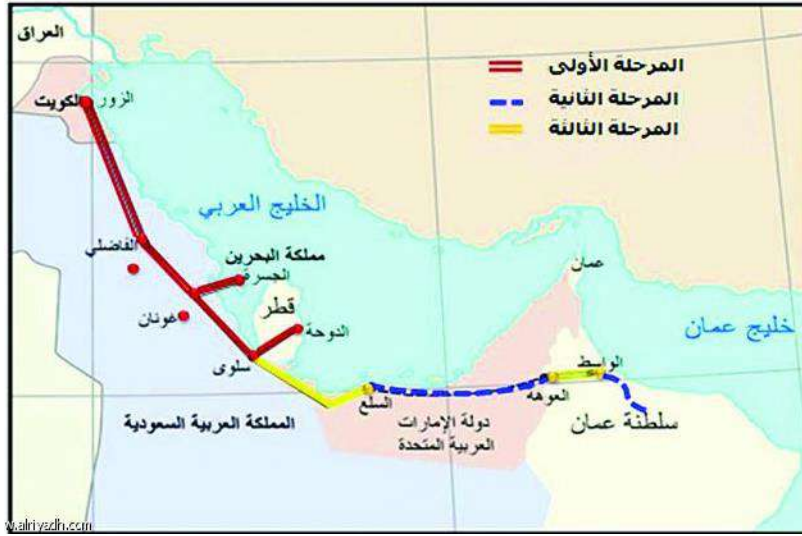 العراق
المرحلة الأولى
المرحلة الثانية
المرحلة الثالثة
الكويت
الزور
الخليج العربي
الفاضلي
مملكة البحرين
الجسرة
غونان
قطر
الدوحة
سلوى
عمان
خليج عمان
الواسط
العوهه
السلع
المملكة العربية السعودية
دولة الإمارات
العربية المتحدة
سلطنة عمان
w.alriyadh.com